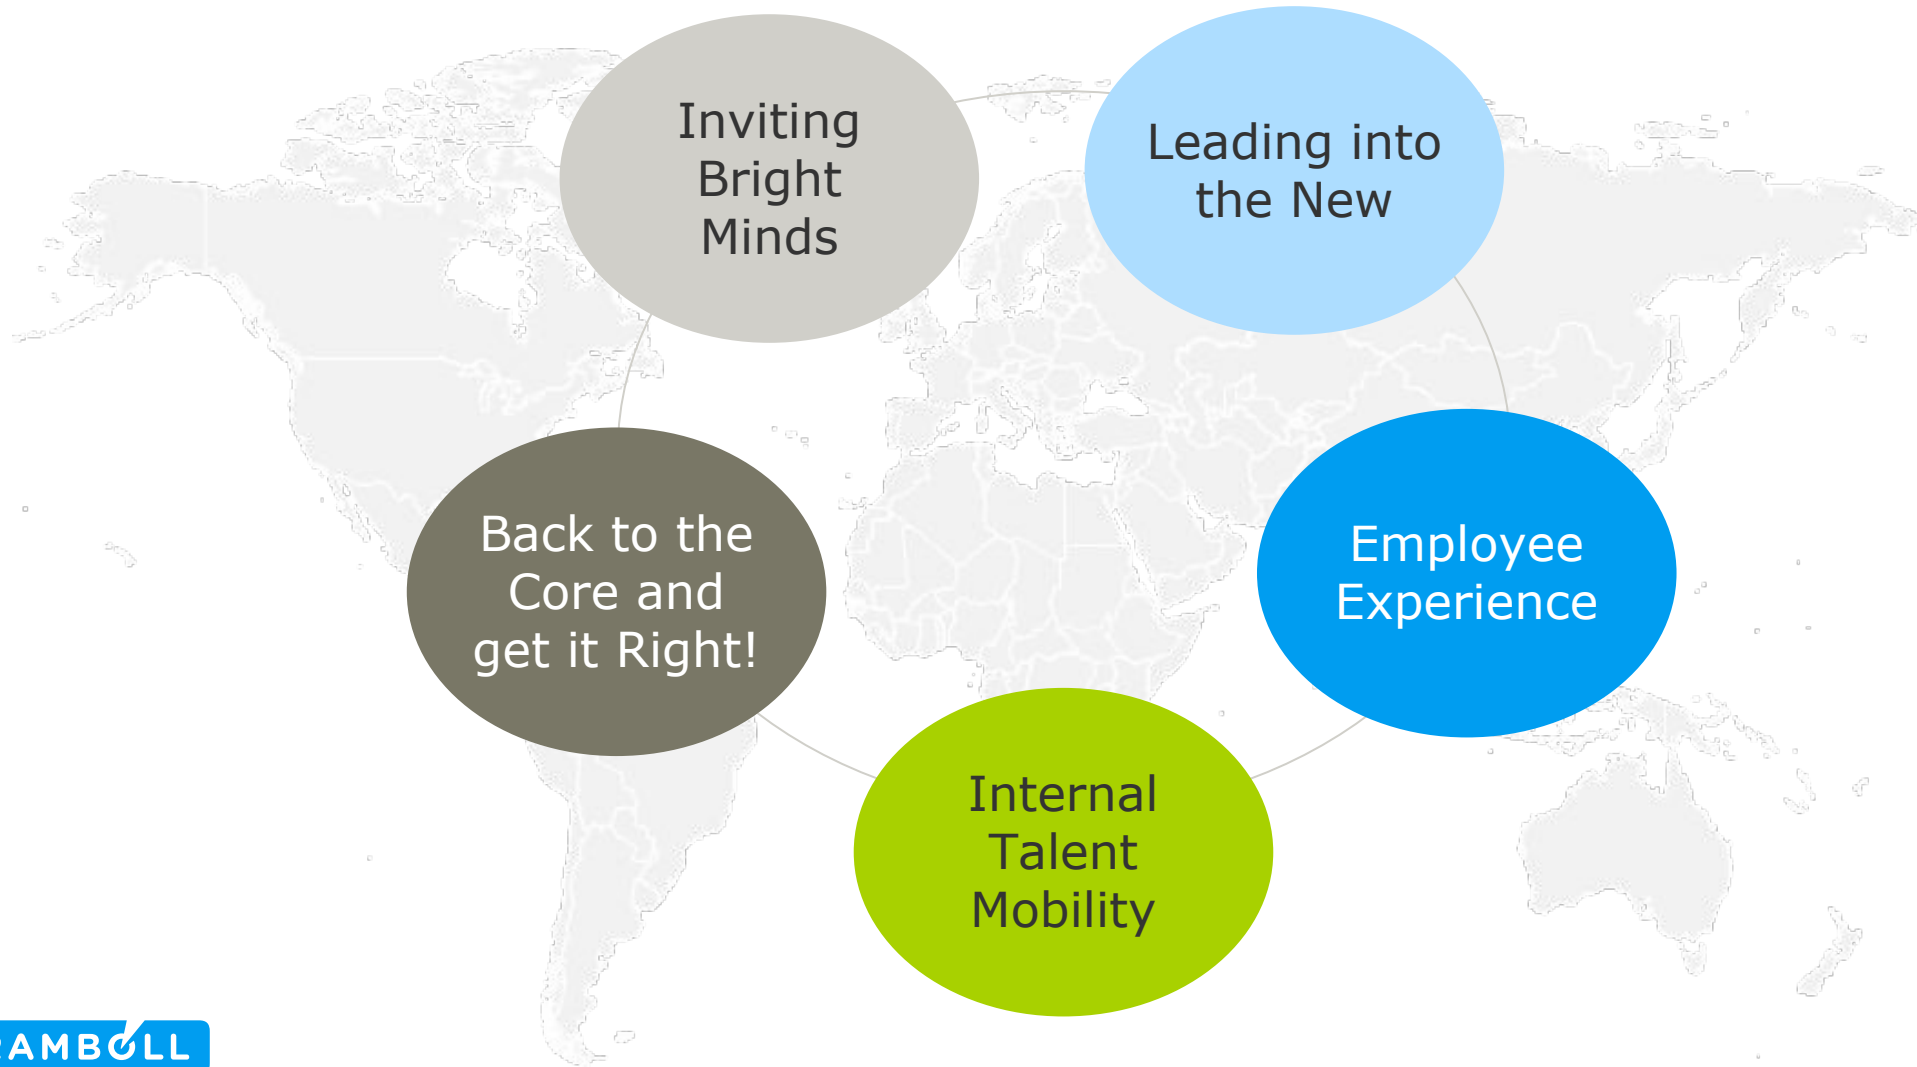 Inviting
Bright
Minds
Leading into
the New
Back to the
Core and
get it Right!
Employee
Experience
Internal
Talent
Mobility
RAMBOLL